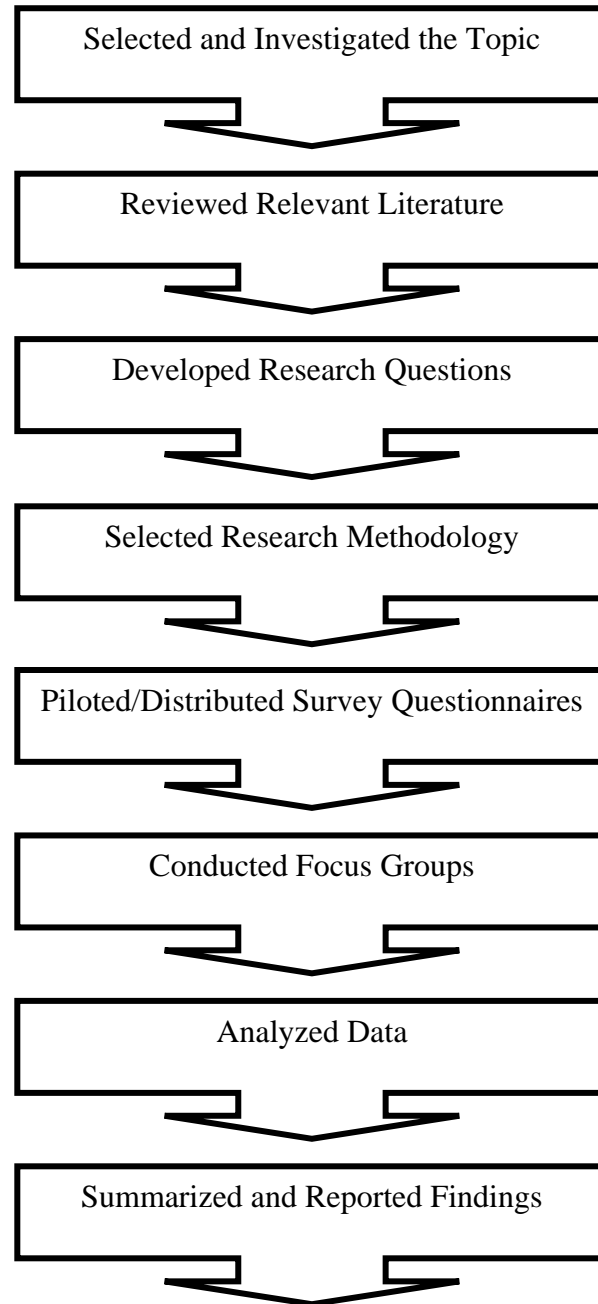 Selected and Investigated the Topic
Reviewed Relevant Literature
Developed Research Questions
Selected Research Methodology
Piloted/Distributed Survey Questionnaires
Conducted Focus Groups
Analyzed Data
Summarized and Reported Findings